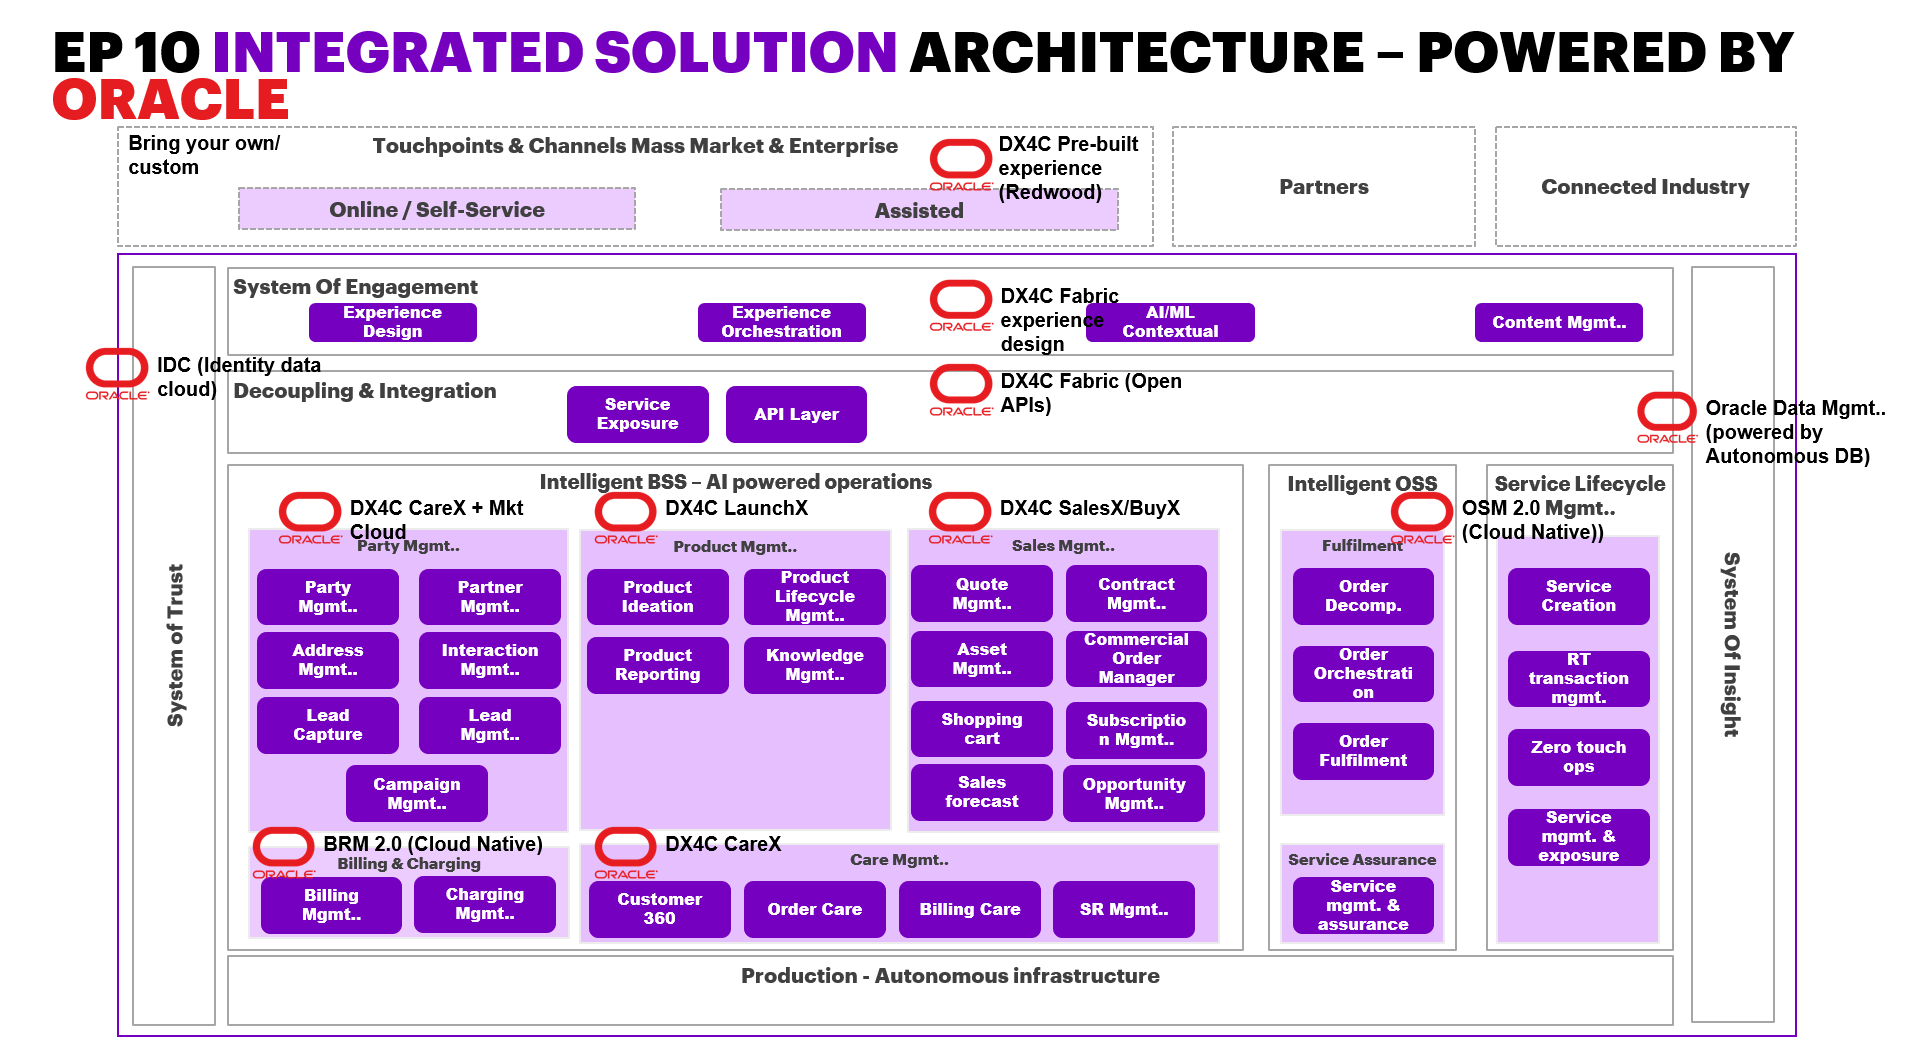 EP 10 INTEGRATED SOLUTION ARCHITECTURE – POWERED BY
ORACLE
Bring your own/
custom
Touchpoints & Channels Mass Market & Enterprise
ORACLE
DX4C Pre-built
experience
(Redwood)
Online / Self-Service
Assisted
Partners
Connected Industry
System Of Engagement
Experience
Design
Experience
Orchestration
ORACLE
DX4C Fabric
experience
design
AI/ML
Contextual
Content Mgmt..
ORACLE
IDC (Identity data
cloud)
Decoupling & Integration
Service
Exposure
API Layer
ORACLE
DX4C Fabric (Open
APIs)
ORACLE
Oracle Data Mgmt..
(powered by
Autonomous DB)
System of Trust
System Of Insight
Intelligent BSS – AI powered operations
ORACLE
DX4C CareX + Mkt
Cloud
Party Mgmt..
Party
Mgmt..
Partner
Mgmt..
Address
Mgmt..
Interaction
Mgmt..
Lead
Capture
Lead
Mgmt..
Campaign
Mgmt..
ORACLE
DX4C LaunchX
Product Mgmt..
Product
Ideation
Product
Lifecycle
Mgmt..
Product
Reporting
Knowledge
Mgmt..
ORACLE
DX4C SalesX/BuyX
Sales Mgmt..
Quote
Mgmt..
Contract
Mgmt..
Asset
Mgmt..
Commercial
Order
Manager
Shopping
cart
Subscriptio
n Mgmt..
Sales
forecast
Opportunity
Mgmt..
ORACLE
BRM 2.0 (Cloud Native)
Billing & Charging
Billing
Mgmt..
Charging
Mgmt..
ORACLE
DX4C CareX
Care Mgmt..
Customer
360
Order Care
Billing Care
SR Mgmt..
Intelligent OSS
ORACLE
OSM 2.0
(Cloud Native))
Fulfilment
Order
Decomp.
Order
Orchestrati
on
Order
Fulfilment
Service Assurance
Service
mgmt. &
assurance
Service Lifecycle
Mgmt..
Service
Creation
RT
transaction
mgmt.
Zero touch
ops
Service
mgmt. &
exposure
Production - Autonomous infrastructure